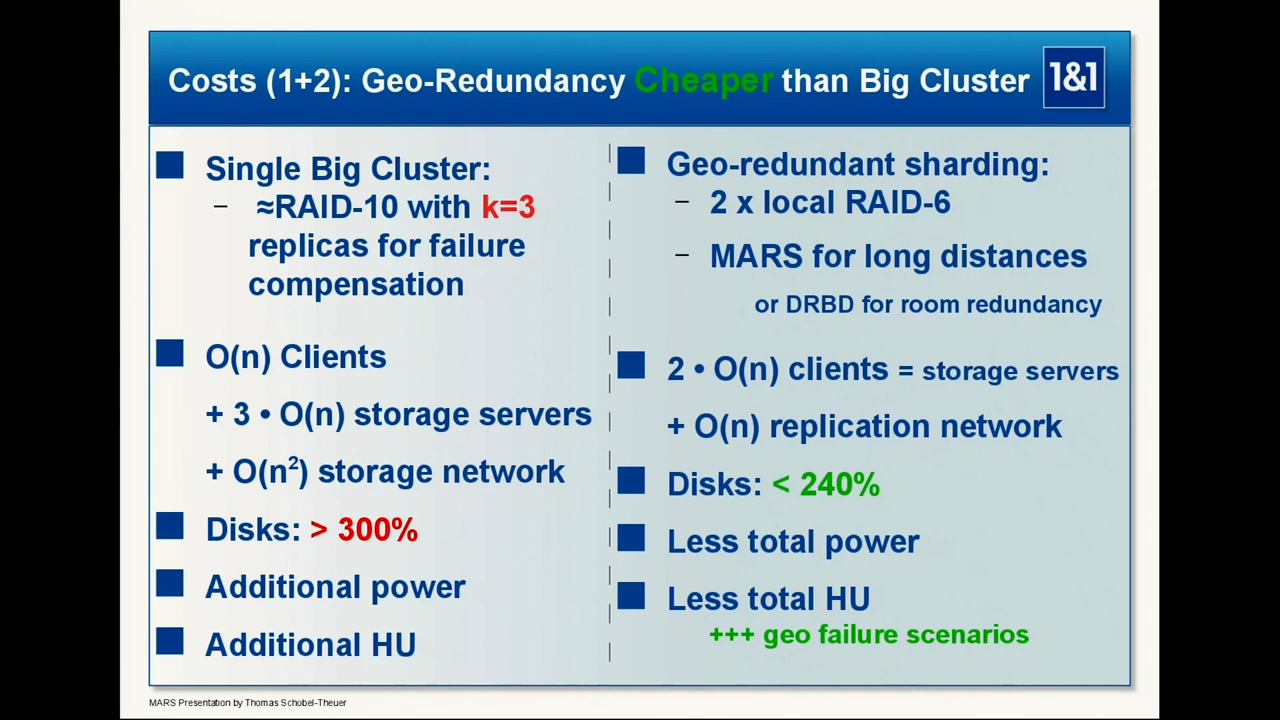 Costs (1+2): Geo-Redundancy Cheaper than Big Cluster
1&1
Single Big Cluster:
– ≈RAID-10 with k=3
replicas for failure
compensation
O(n) Clients
+ 3 • O(n) storage servers
+ O(n²) storage network
Disks: > 300%
Additional power
Additional HU
Geo-redundant sharding:
– 2 x local RAID-6
– MARS for long distances
or DRBD for room redundancy
2 • O(n) clients = storage servers
+ O(n) replication network
Disks: < 240%
Less total power
Less total HU
+++ geo failure scenarios
MARS Presentation by Thomas Schöbel-Theuer